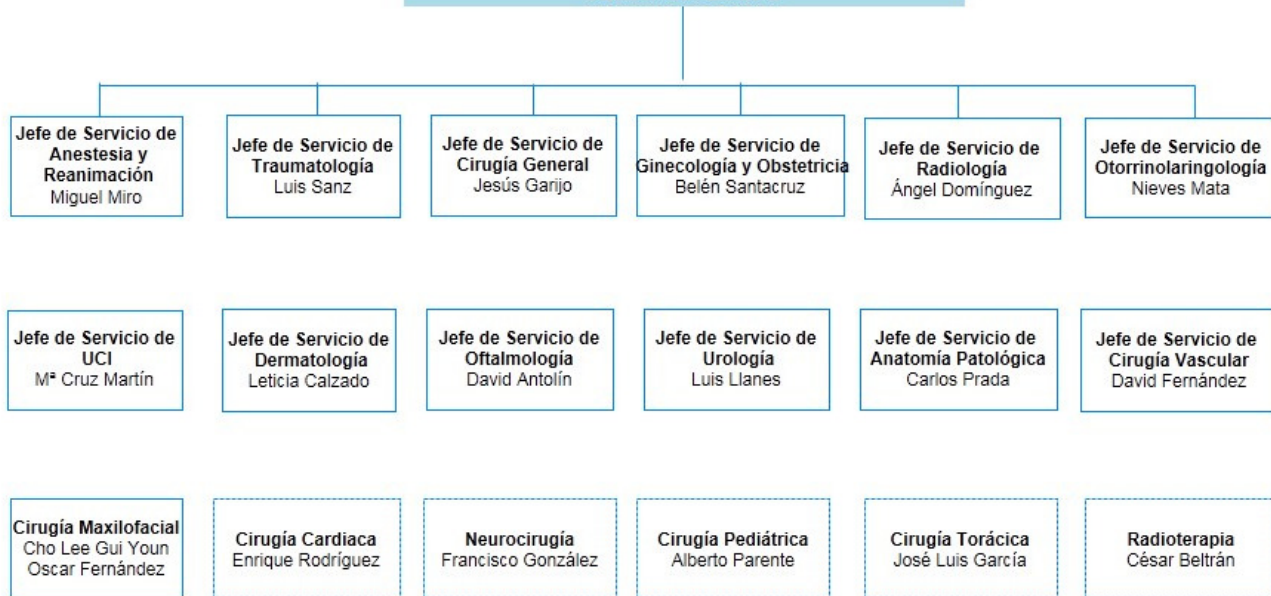 Jefe de Servicio de
Anestesia y
Reanimación
Miguel Miro
Jefe de Servicio de
Traumatología
Luis Sanz
Jefe de Servicio de
Cirugía General
Jesús Garijo
Jefe de Servicio de
Ginecología y Obstetricia
Belén Santacruz
Jefe de Servicio de
Radiología
Ángel Domínguez
Jefe de Servicio de
Otorrinolaringología
Nieves Mata
Jefe de Servicio de
UCI
Mª Cruz Martín
Jefe de Servicio de
Dermatología
Leticia Calzado
Jefe de Servicio de
Oftalmología
David Antolín
Jefe de Servicio de
Urología
Luis Llanes
Jefe de Servicio de
Anatomía Patológica
Carlos Prada
Jefe de Servicio de
Cirugía Vascular
David Fernández
Cirugía Maxilofacial
Cho Lee Gui Youn
Oscar Fernández
Cirugía Cardiaca
Enrique Rodríguez
Neurocirugía
Francisco González
Cirugía Pediátrica
Alberto Parente
Cirugía Torácica
José Luis García
Radioterapia
César Beltrán